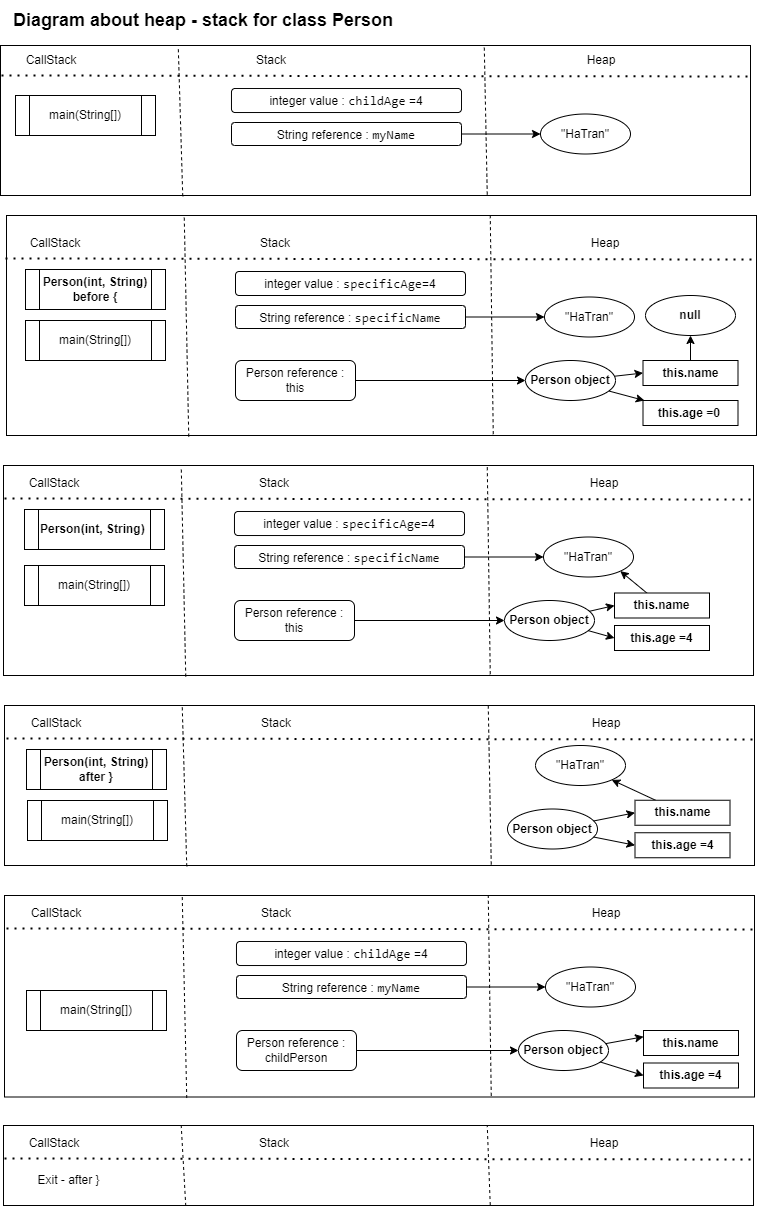 Diagram about heap - stack for class Person
CallStack
Stack
Heap
main(String[])
integer value : childAge =4
String reference : myName
"HaTran"
CallStack
Stack
Heap
Person(int, String)
before {
main(String[])
integer value : specificAge=4
String reference : specificName
"HaTran"
null
Person reference :
this
Person object
this.name
this.age =0
CallStack
Stack
Heap
Person(int, String)
main(String[])
integer value : specificAge=4
String reference : specificName
"HaTran"
Person reference :
this
Person object
this.name
this.age =4
CallStack
Stack
Heap
Person(int, String)
after }
main(String[])
"HaTran"
Person object
this.name
this.age =4
CallStack
Stack
Heap
main(String[])
integer value : childAge =4
String reference : myName
"HaTran"
Person reference :
childPerson
Person object
this.name
this.age =4
CallStack
Stack
Heap
Exit - after }